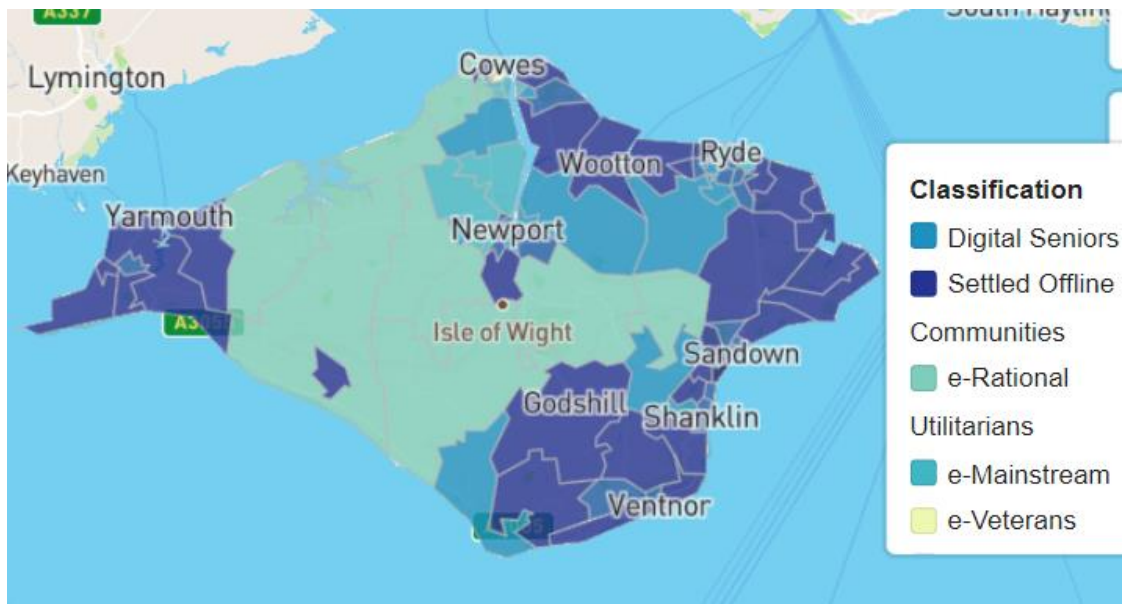 A337
Lymington
Keyhaven
Yarmouth
Cowes
Wootton
Ryde
Newport
Isle of Wight
Sandown
Godshill
Shanklin
Ventnor
Classification
Digital Seniors
Settled Offline
Communities
e-Rational
Utilitarians
e-Mainstream
e-Veterans